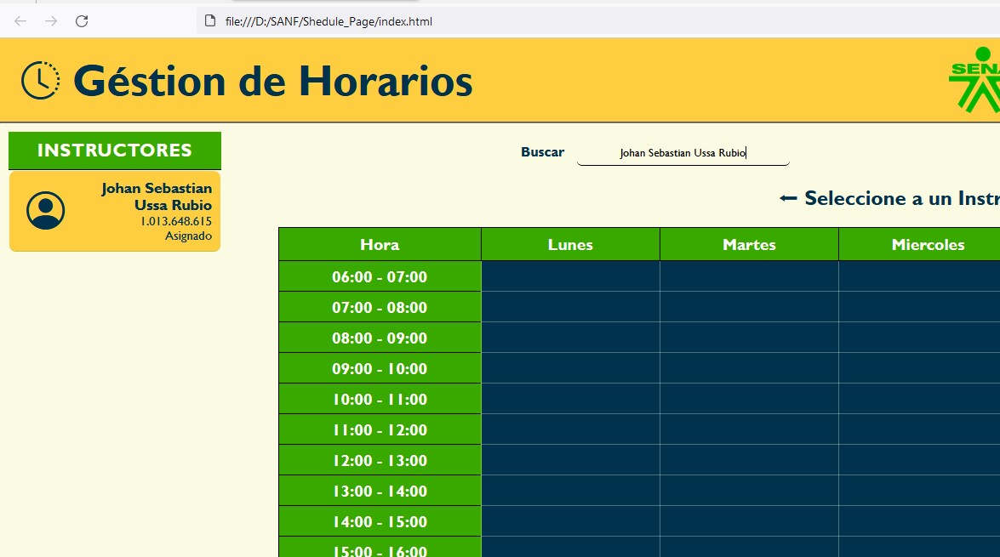 file:///D:/SANF/Shedule_Page/index.html
Géstion de Horarios
SEN
INSTRUCTORES
Buscar Johan Sebastian Ussa Rubio
Johan Sebastian
Ussa Rubio
1.013.648.615
Asignado
← Seleccione a un Instr
Hora Lunes Martes Miercoles
06:00 - 07:00
07:00 - 08:00
08:00 - 09:00
09:00 - 10:00
10:00 - 11:00
11:00 - 12:00
12:00 - 13:00
13:00 - 14:00
14:00 - 15:00
15:00 - 16:00